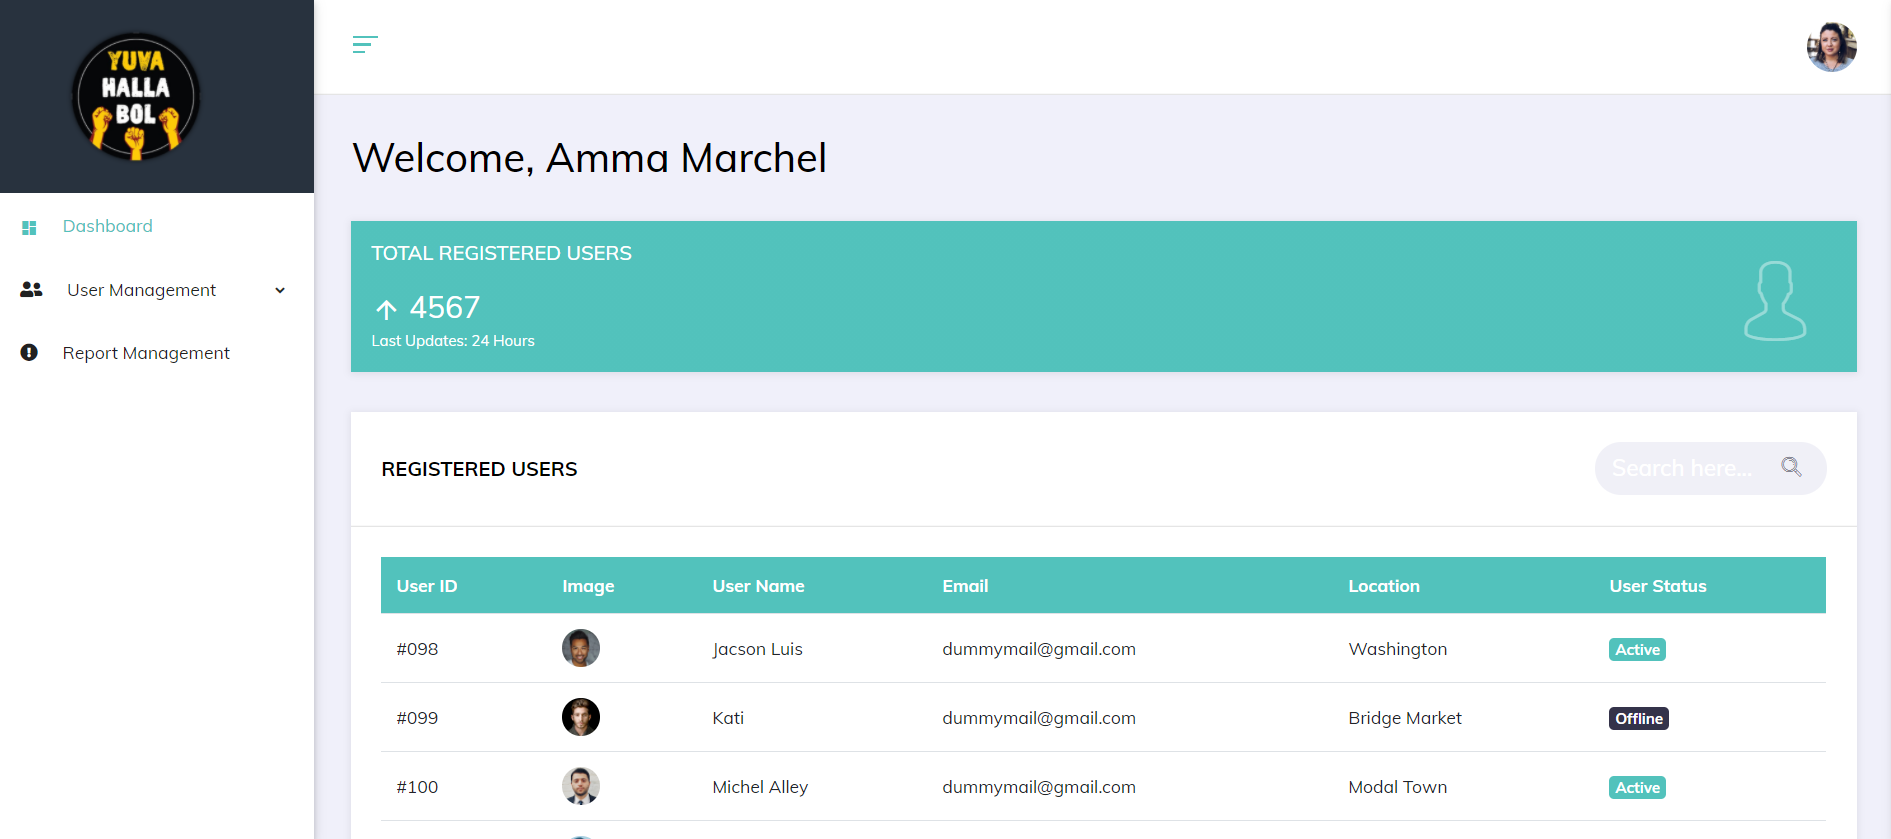 YUVA
HALLA
BOL
Dashboard
User Management
Report Management
Welcome, Amma Marchel
TOTAL REGISTERED USERS
4567
Last Updates: 24 Hours
REGISTERED USERS
Search here...
User ID Image User Name Email Location User Status
#098 Jacson Luis dummymail@gmail.com Washington Active
#099 Kati dummymail@gmail.com Bridge Market Offline
#100 Michel Alley dummymail@gmail.com Modal Town Active